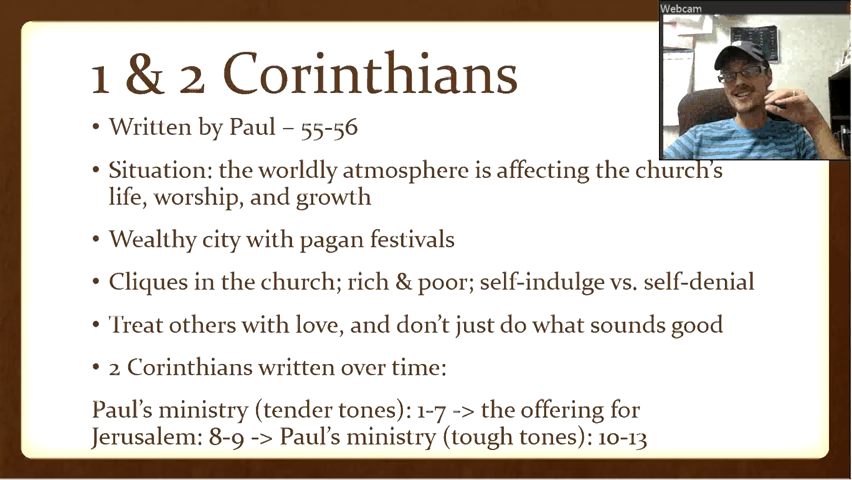 Webcam
1 & 2 Corinthians
• Written by Paul – 55-56
• Situation: the worldly atmosphere is affecting the church's
life, worship, and growth
• Wealthy city with pagan festivals
• Cliques in the church; rich & poor; self-indulge vs. self-denial
• Treat others with love, and don't just do what sounds good
• 2 Corinthians written over time:
Paul's ministry (tender tones): 1-7 -> the offering for
Jerusalem: 8-9 -> Paul's ministry (tough tones): 10-13